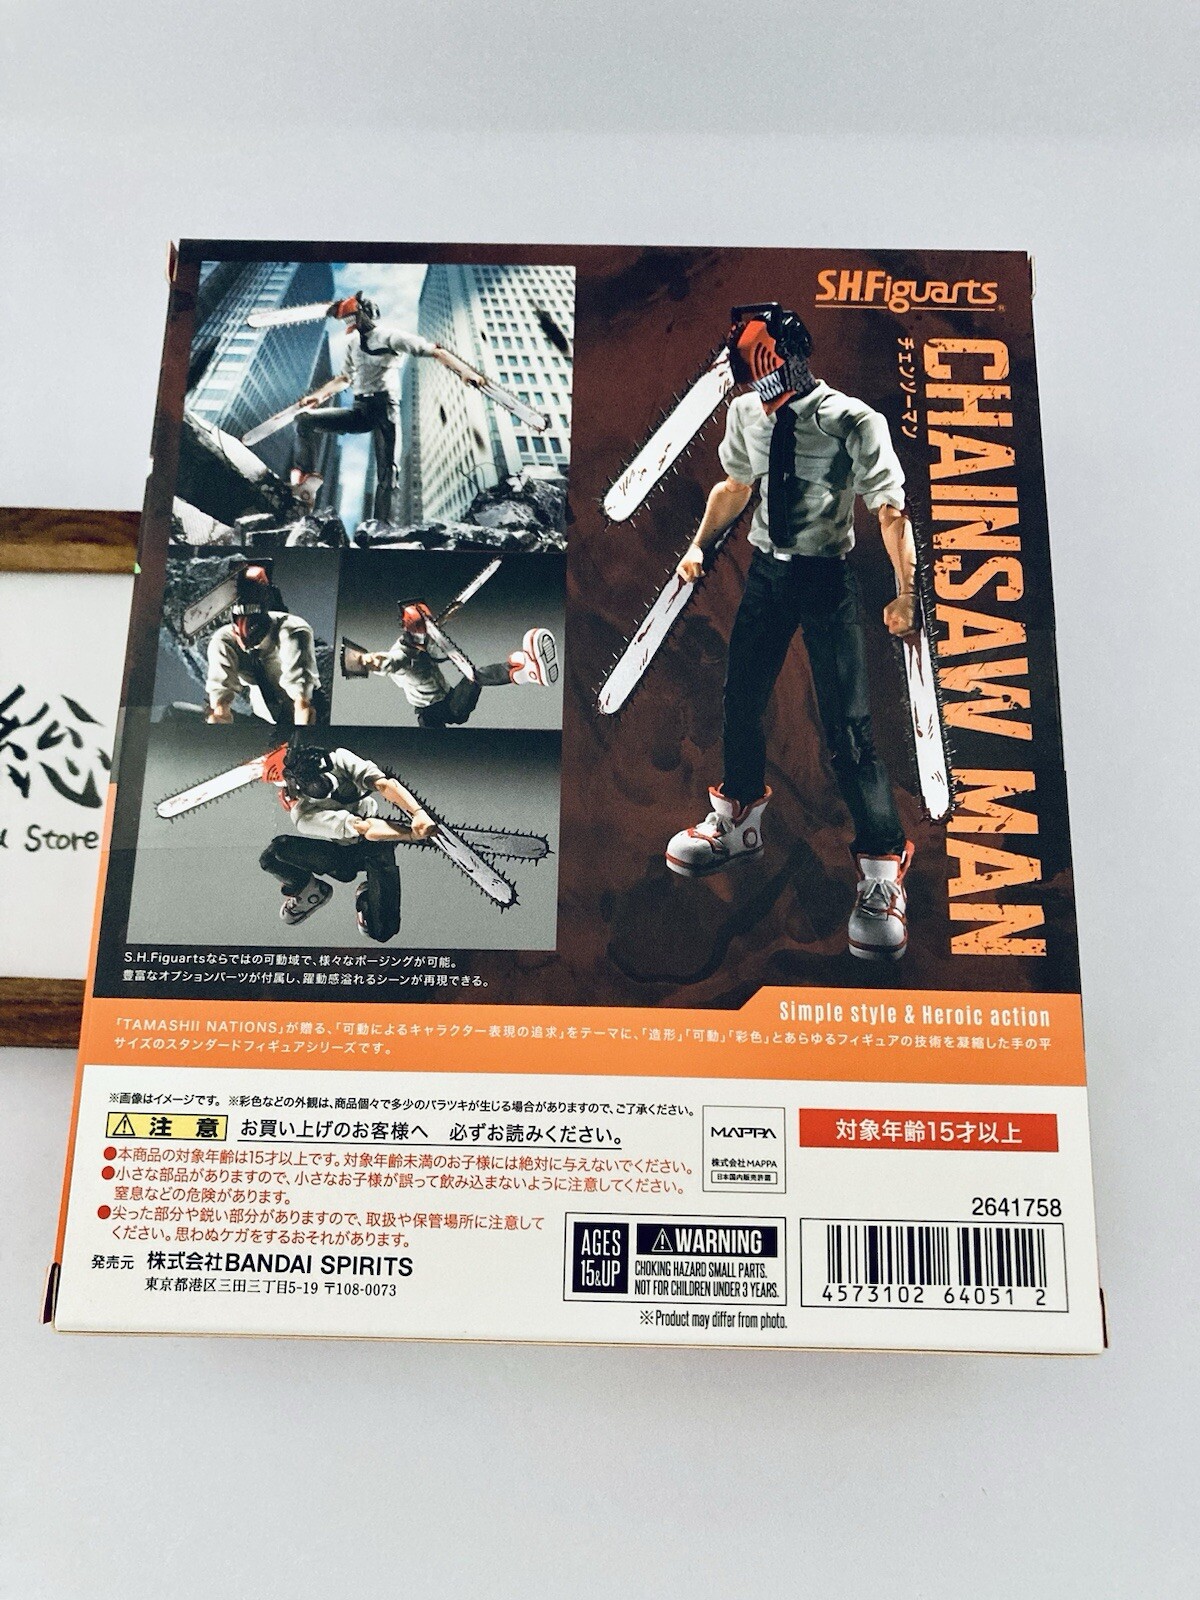 S.H.Figuarts
チェンソーマン
CHAINSAW MAN
S.H.Figuartsならではの可動域で、様々なポージングが可能。
豊富なオプションパーツが付属し、躍動感溢れるシーンが再現できる。
Simple style & Heroic action
「TAMASHII NATIONS」が贈る、「可動によるキャラクター表現の追求」をテーマに、「造形」「可動」「彩色」とあらゆるフィギュアの技術を凝縮した手の平
サイズのスタンダードフィギュアシリーズです。
※画像はイメージです。 ※彩色などの外観は、商品個々で多少のバラツキが生じる場合がありますので、ご了承ください。
注意 お買い上げのお客様へ 必ずお読みください。
●本商品の対象年齢は15才以上です。対象年齢未満のお子様には絶対に与えないでください。
●小さな部品がありますので、小さなお子様が誤って飲み込まないように注意してください。
窒息などの危険があります。
●尖った部分や鋭い部分がありますので、取扱や保管場所に注意して
ください。思わぬケガをするおそれがあります。
発売元 株式会社BANDAI SPIRITS
東京都港区三田三丁目5-19 〒108-0073
MAPPA
株式会社MAPPA
日本国内販売許諾
対象年齢15才以上
2641758
AGES
15&UP
WARNING
CHOKING HAZARD SMALL PARTS.
NOT FOR CHILDREN UNDER 3 YEARS.
※Product may differ from photo.
4573102 64051 2
総
Store